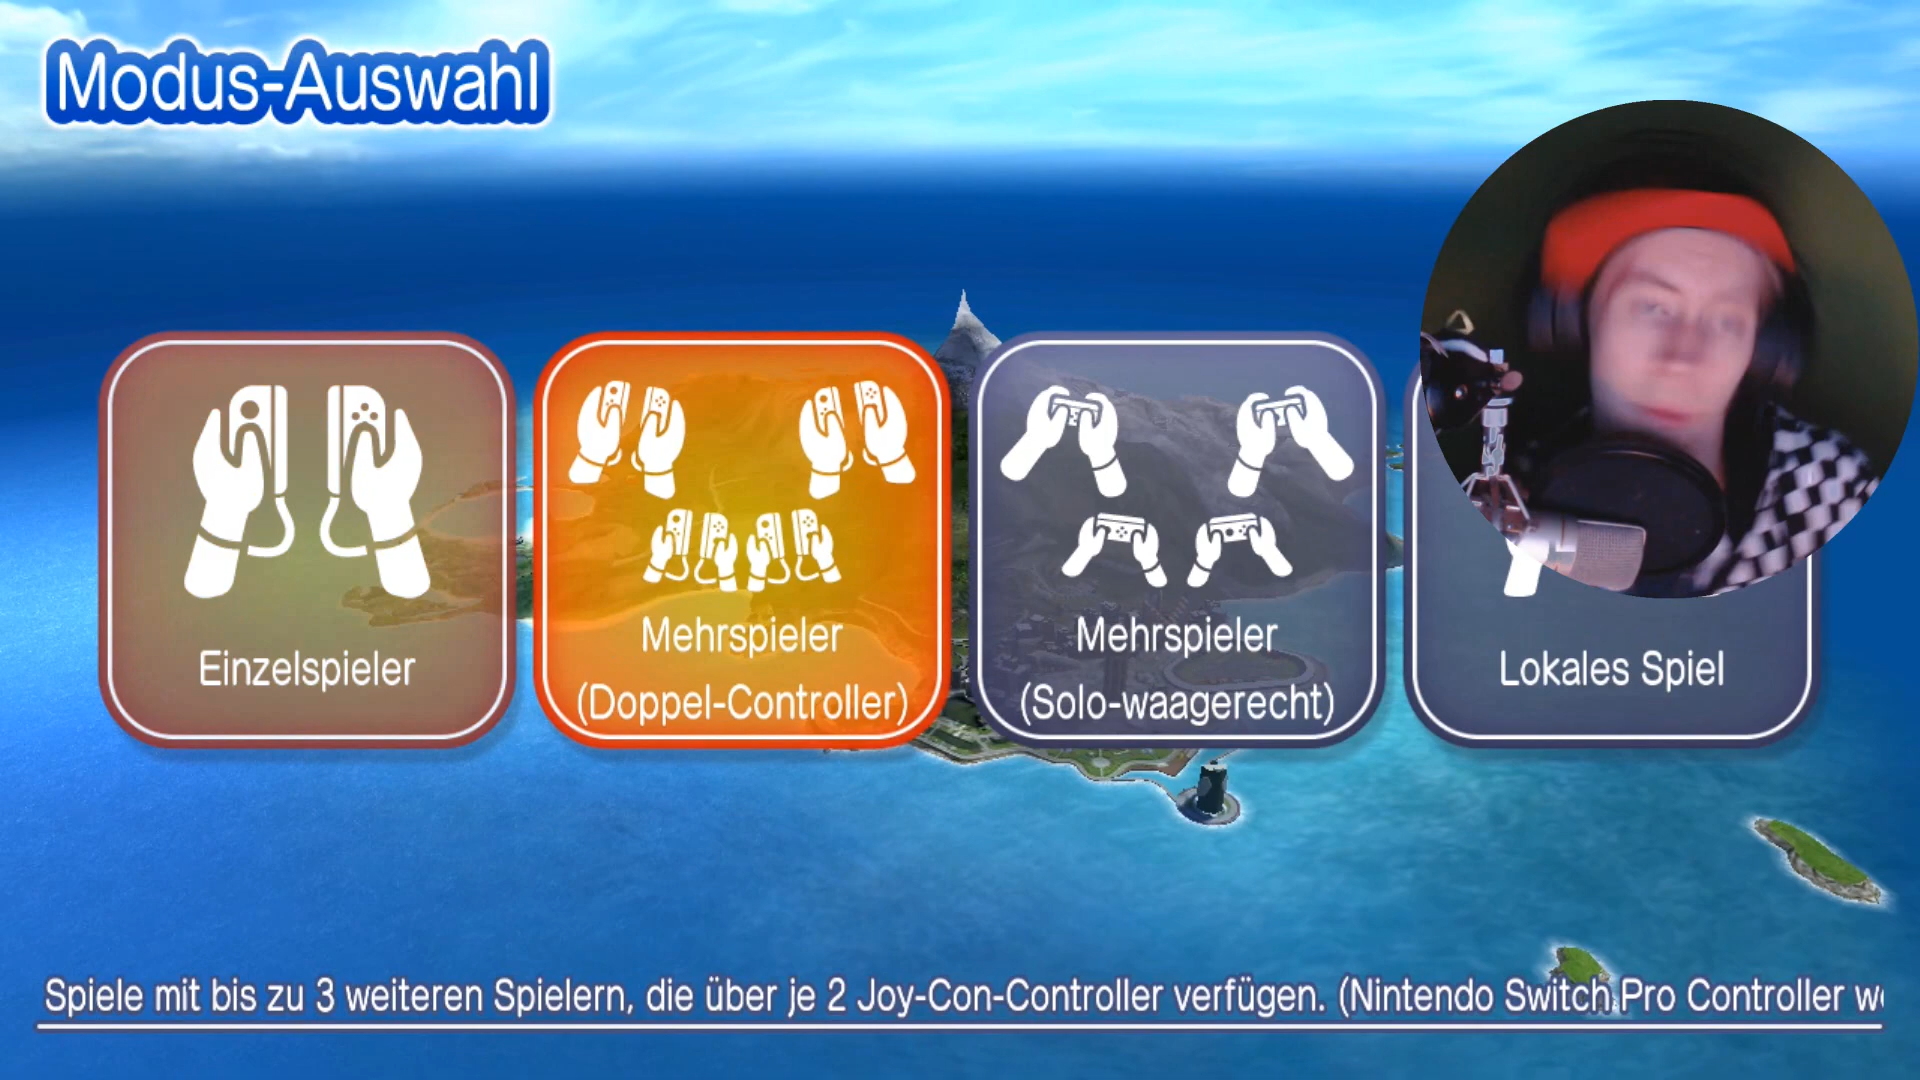 Modus-Auswahl
Einzelspieler
Mehrspieler
(Doppel-Controller)
Mehrspieler
(Solo-waagerecht)
Lokales Spiel
Spiele mit bis zu 3 weiteren Spielern, die über je 2 Joy-Con-Controller verfügen. (Nintendo Switch Pro Controller